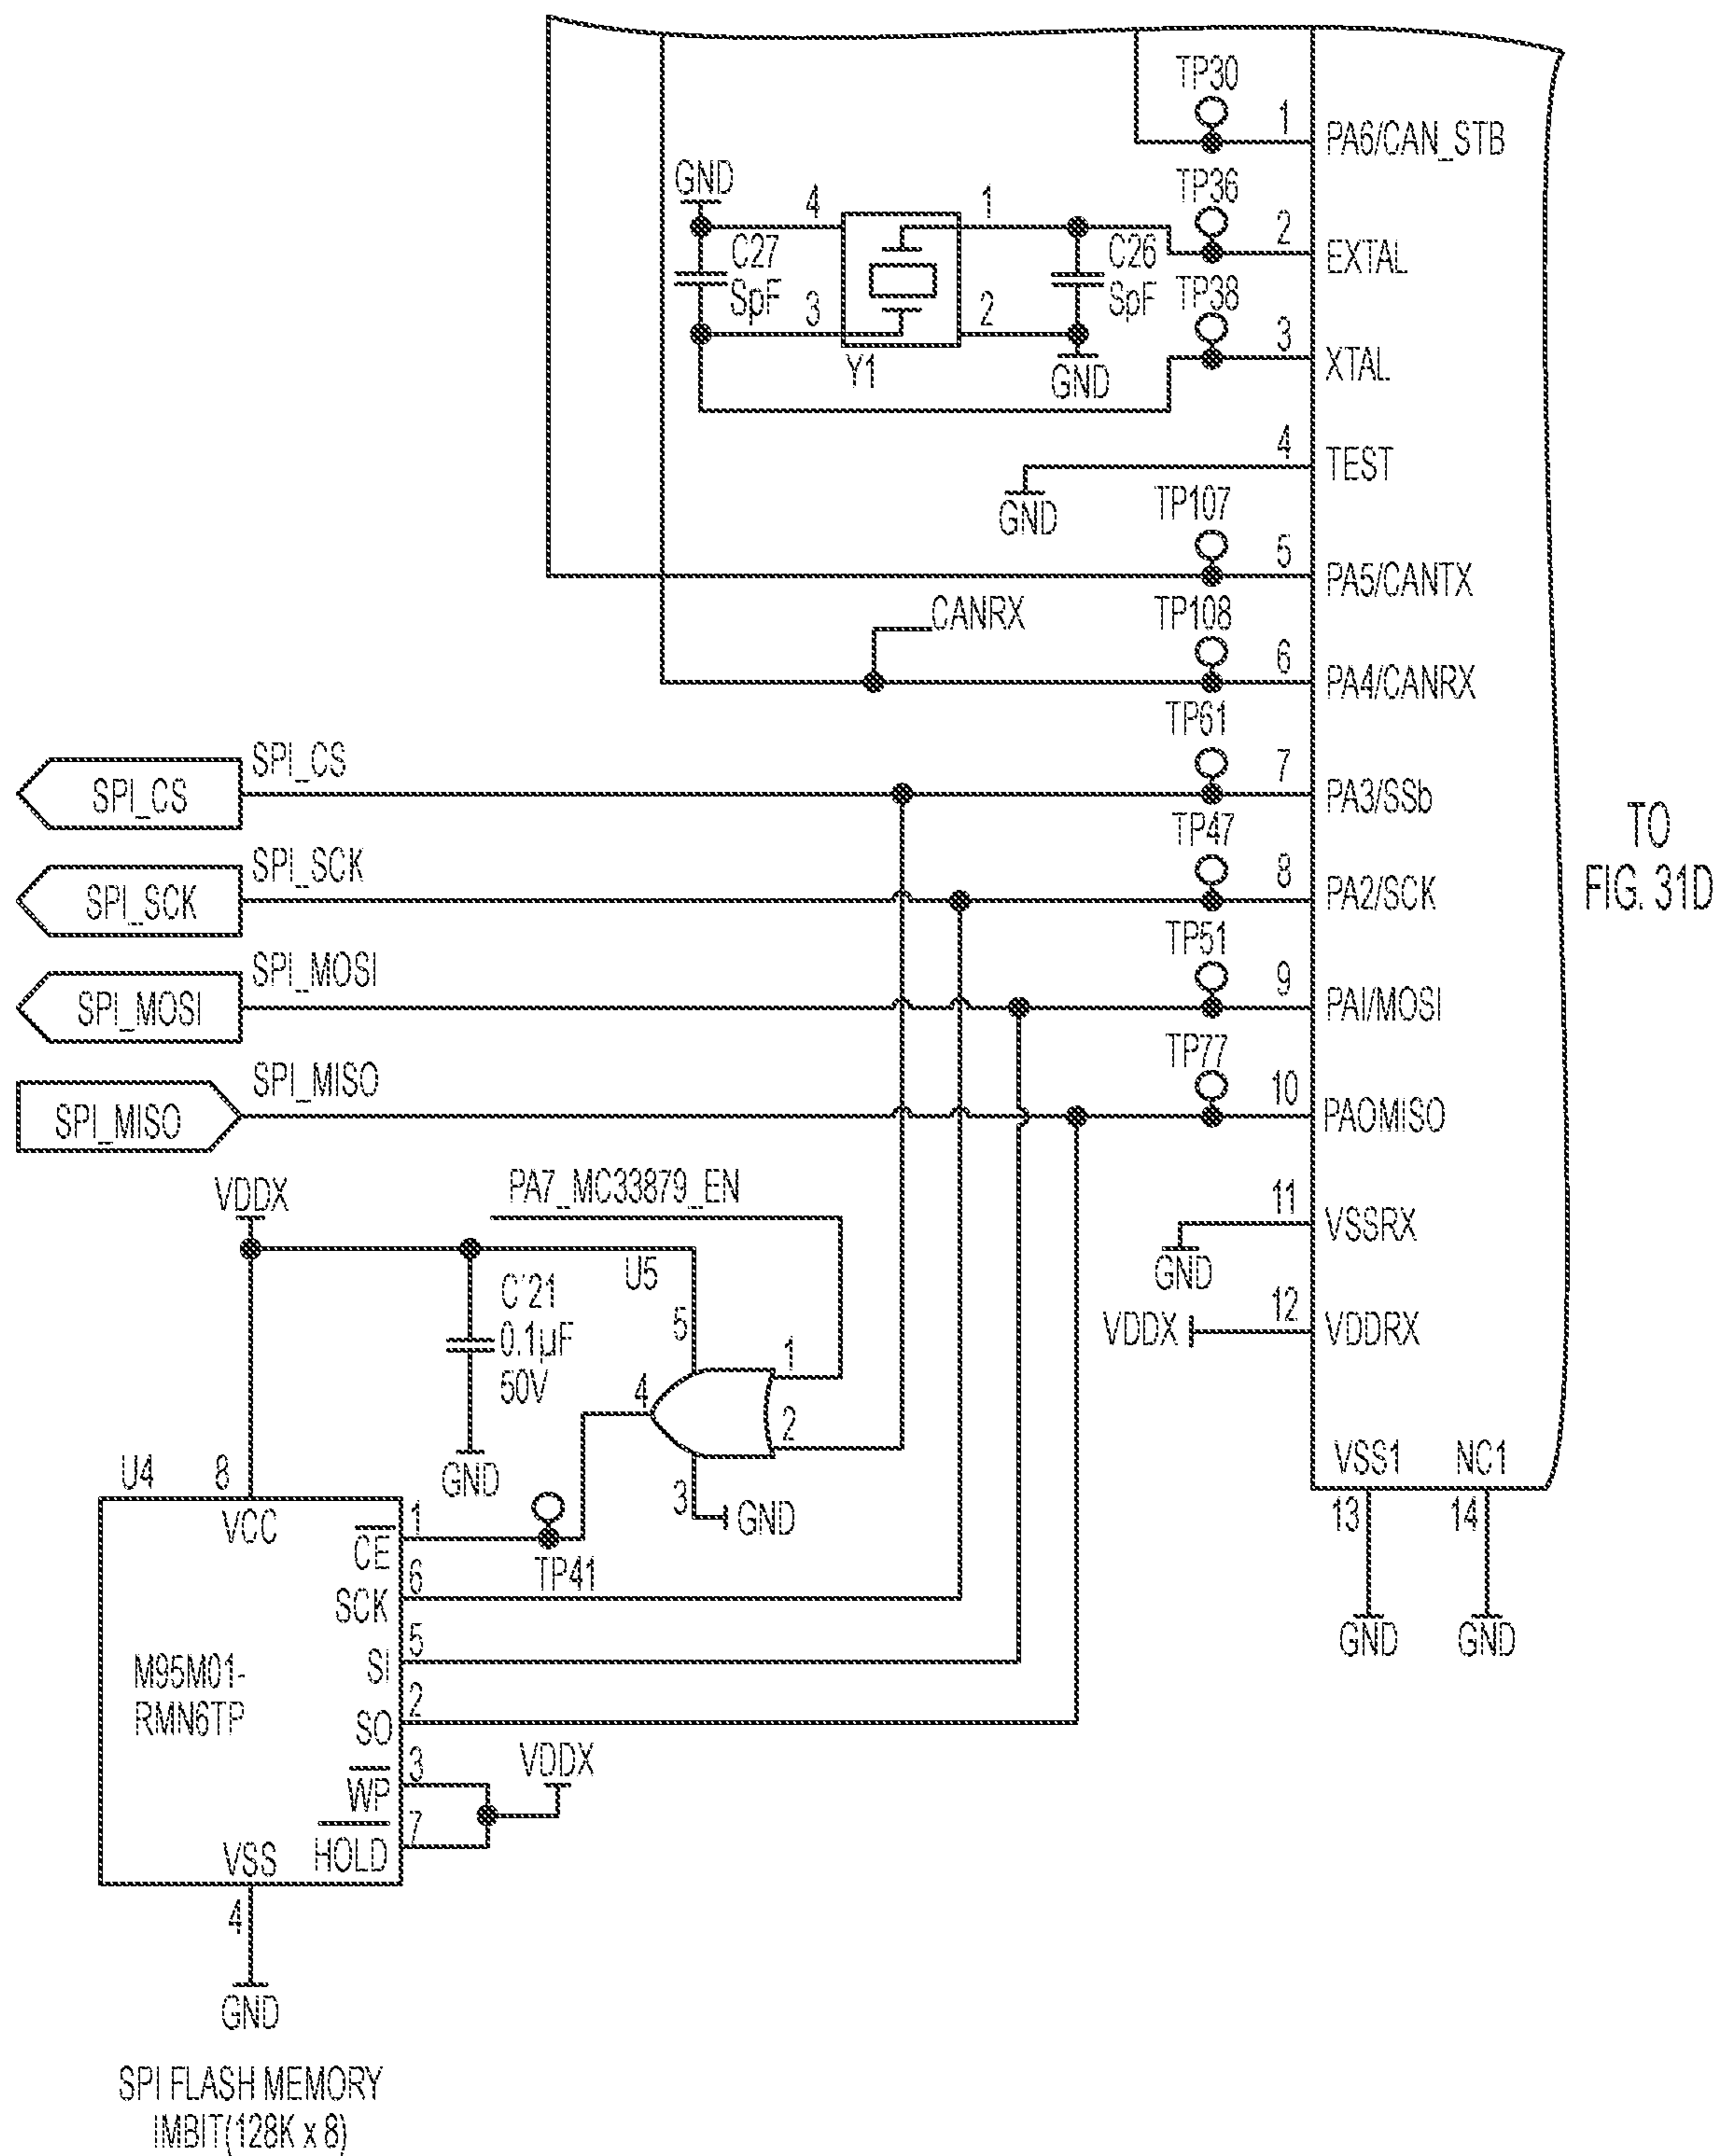 TP30
1
PA6/CAN_STB
GND
4
1
TP36
2
C27
SpF
C26
SpF
EXTAL
3
2
TP38
3
Y1
GND
XTAL
4
TEST
GND
TP107
5
PA5/CANTX
CANRX
TP108
6
PA4/CANRX
TP61
SPI_CS
SPI_CS
7
PA3/SSb
TO
FIG. 31D
TP47
SPI_SCK
SPI_SCK
8
PA2/SCK
TP51
SPI_MOSI
SPI_MOSI
9
PAI/MOSI
TP77
SPI_MISO
SPI_MISO
10
PAOMISO
VDDX
PA7_MC33879_EN
11
VSSRX
GND
U5
C'21
0.1µF
50V
5
1
4
2
3
GND
GND
VDDX
12
VDDRX
VSS1
NC1
13
14
GND
GND
U4
8
VCC
1
CE
TP41
6
SCK
5
SI
M95M01-
RMN6TP
2
SO
3
WP
VDDX
7
HOLD
VSS
4
GND
SPI FLASH MEMORY
IMBIT(128K x 8)